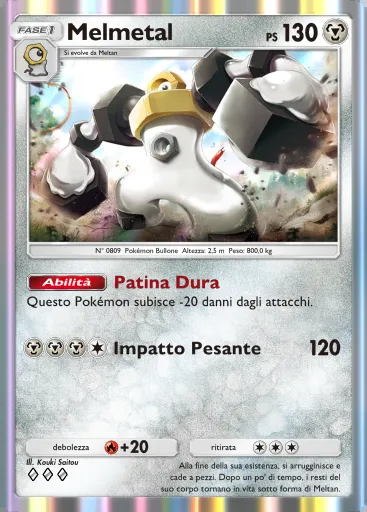 FASE 1
Melmetal
PS 130
Si evolve da Meltan
N° 0809 Pokémon Bullone Altezza: 2,5 m Peso: 800,0 kg
Abilità Patina Dura
Questo Pokémon subisce -20 danni dagli attacchi.
Impatto Pesante 120
debolezza +20
ritirata
Ill. Kouki Saitou
Alla fine della sua esistenza, si arrugginisce e
cade a pezzi. Dopo un po' di tempo, i resti del
suo corpo tornano in vita sotto forma di Meltan.